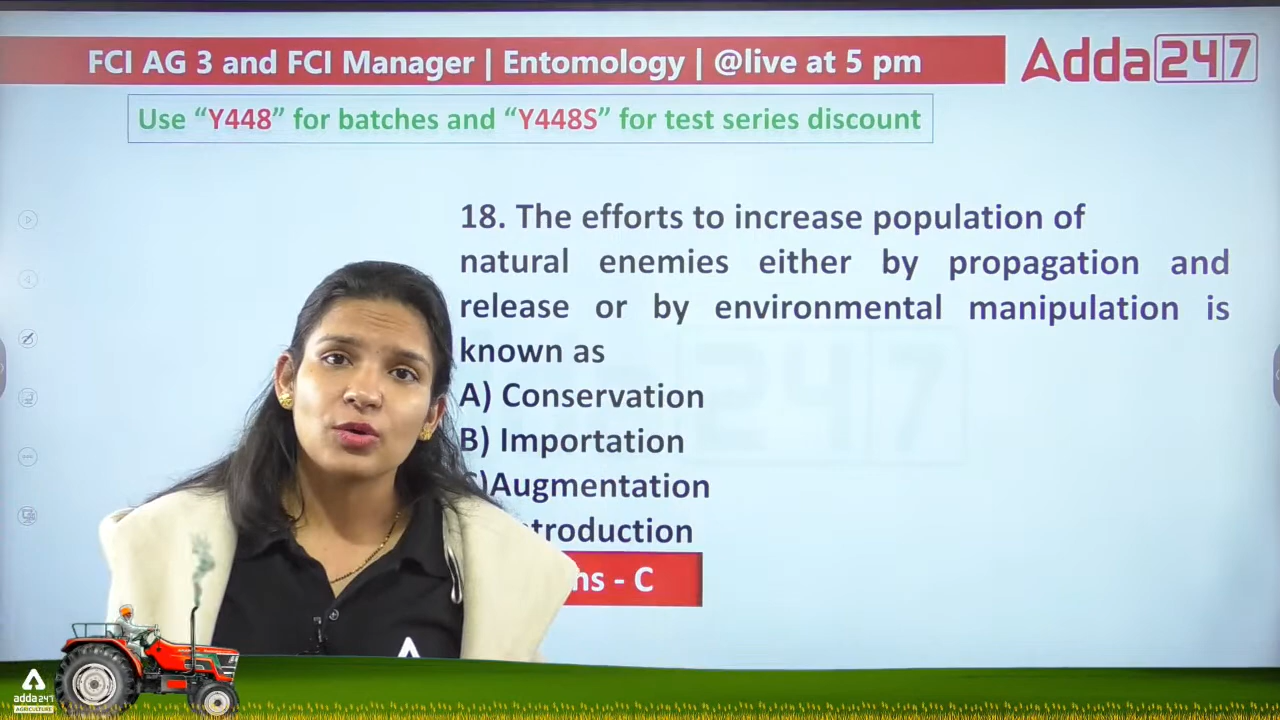 FCI AG 3 and FCI Manager | Entomology | @live at 5 pm
Adda247
Use “Y448” for batches and “Y448S” for test series discount
18. The efforts to increase population of
natural enemies either by propagation and
release or by environmental manipulation is
known as
A) Conservation
B) Importation
C)Augmentation
troduction
ns - C
adda247
AGRICULTURE